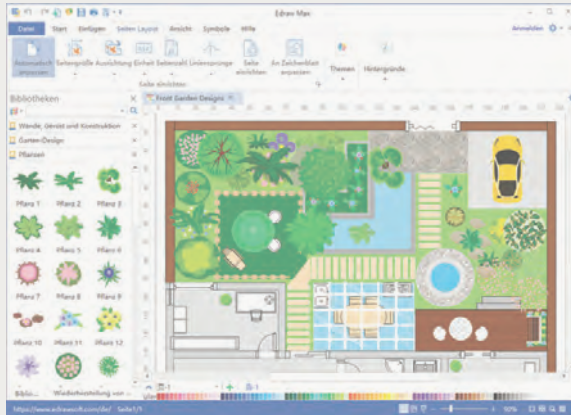 Edraw Max
Datei Start Einfügen Seiten Layout Ansicht Symbole Hilfe
Anmelden
Automatisch anpassen Seitengröße Ausrichtung Einheit Seitenzahl Liniensprünge Seite einrichten An Zeichenblatt anpassen Themen Hintergründe
Seite einrichten
Bibliotheken
Front Garden Designs
Wände, Gerüst und Konstruktion
Garten-Design
Pflanzen
Pflanz 1 Pflanz 2 Pflanz 3
Pflanz 4 Pflanz 5 Pflanz 6
Pflanz 7 Pflanz 8 Pflanz 9
Pflanz 10 Pflanz 11 Pflanz 12
Biblio... Wiederherstellung von ...
https://www.edrawsoft.com/de/ Seite1/1
90%